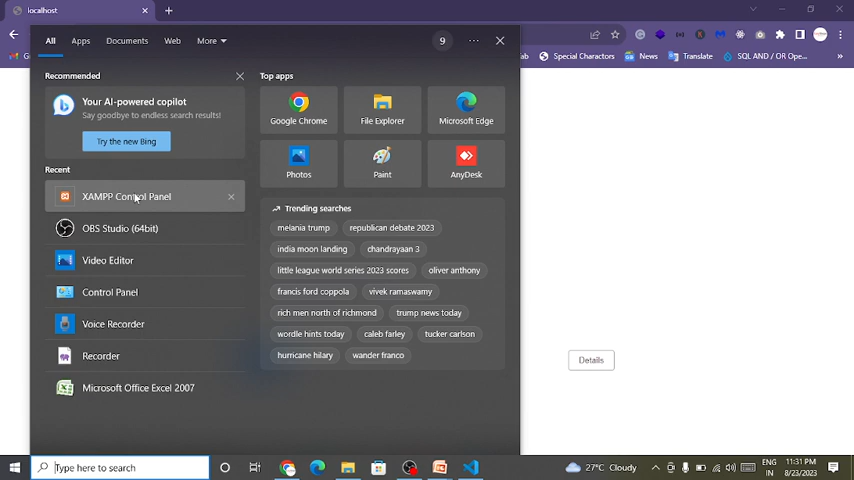 localhost
All
Apps
Documents
Web
More
9
Special Characters
News
Translate
SQL AND / OR Ope...
Recommended
Your AI-powered copilot
Say goodbye to endless search results!
Try the new Bing
Recent
XAMPP Control Panel
OBS Studio (64bit)
Video Editor
Control Panel
Voice Recorder
Recorder
Microsoft Office Excel 2007
Top apps
Google Chrome
File Explorer
Microsoft Edge
Photos
Paint
AnyDesk
Trending searches
melania trump
republican debate 2023
india moon landing
chandrayaan 3
little league world series 2023 scores
oliver anthony
francis ford coppola
vivek ramaswamy
rich men north of richmond
trump news today
wordle hints today
caleb farley
tucker carlson
hurricane hilary
wander franco
Details
Type here to search
27°C Cloudy
ENG
IN
11:31 PM
8/23/2023